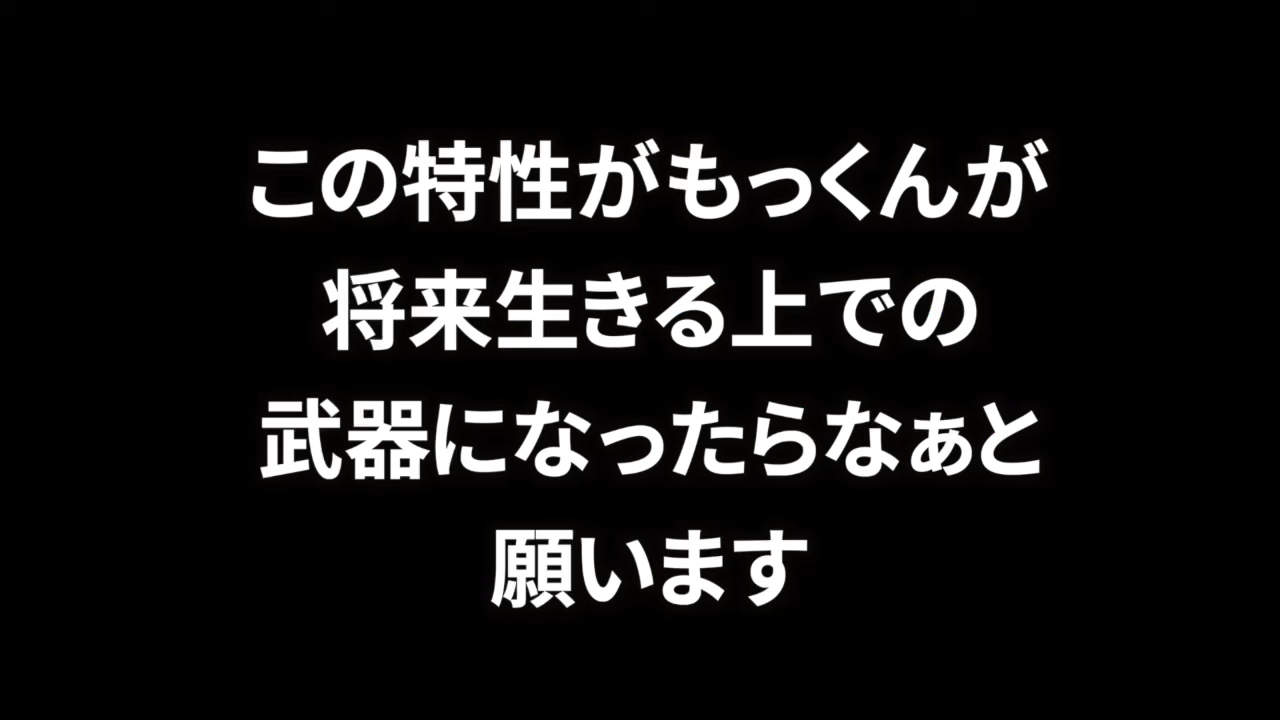 この特性がもっくんが
将来生きる上での
武器になったらなぁと
願います